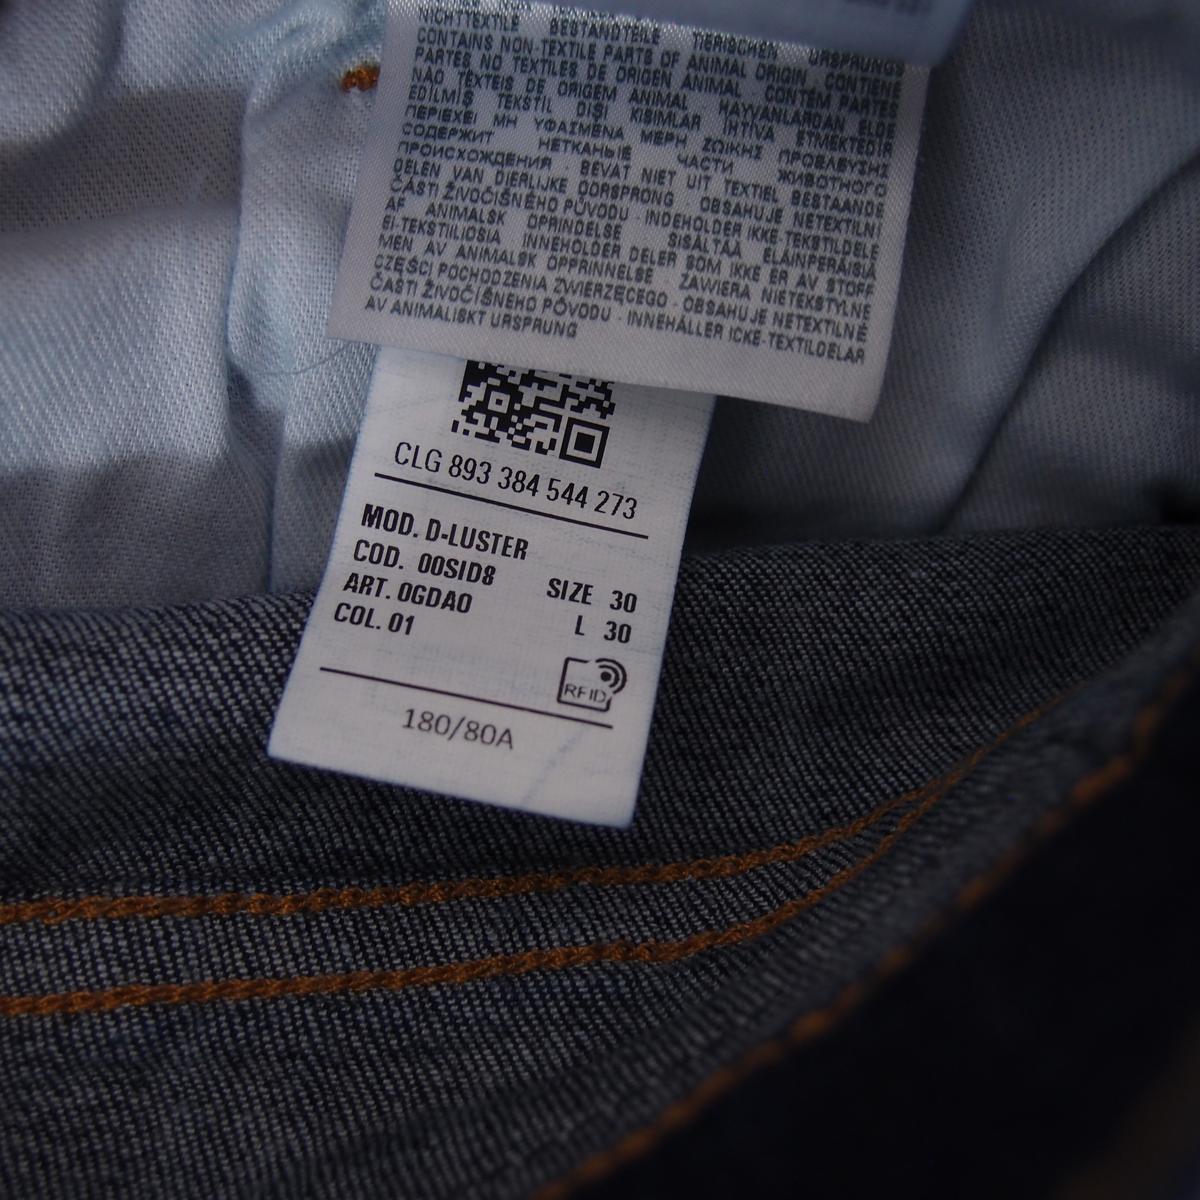 NICHTTEXTILE BESTANDTEILE TIERISCHEN URSPRUNGS
CONTAINS NON-TEXTILE PARTS OF ANIMAL ORIGIN CONTIENE
PARTES NO TEXTILES DE ORIGEN ANIMAL CONTEM PARTES
NÃO TÊXTEIS DE ORIGEM ANIMAL HAYVANLARDAN ELDE
EDILMIŞ TEKSTIL DIŞI KISIMLAR IHTIVA ETMEKTEDIR
ΠΕΡΙΕΧΕΙ ΜΗ ΥΦΑΣΜΕΝΑ ΜΕΡΗ ΖΩΙΚΗΣ ΠΡΟΕΛΕΥΣΗΣ
СОДЕРЖИТ НЕТКАНЫЕ ЧАСТИ ЖИВОТНОГО
ПРОИСХОЖДЕНИЯ BEVAT NIET UIT TEXTIEL BESTAANDE
DELEN VAN DIERLIJKE OORSPRONG OBSAHUJE NETEXTILNI
ČÁSTI ŽIVOČIŠNÉHO PŮVODU · INDEHOLDER IKKE-TEKSTILDELE
AF ANIMALSK OPRINDELSE SISÄLTÄÄ ELÄINPERÄISIÄ
EI-TEKSTIILIOSIA INNEHOLDER DELER SOM IKKE ER AV STOFF
MEN AV ANIMALSK OPPRINNELSE ZAWIERA NIETEKSTYLNE
CZĘŚCI POCHODZENIA ZWIERZĘCEGO · OBSAHUJE NETEXTILNÉ
ČASTI ŽIVOČÍŠNEHO PÔVODU · INNEHÅLLER ICKE-TEXTILDELAR
AV ANIMALISKT URSPRUNG
CLG 893 384 544 273
MOD. D-LUSTER
COD. 00SID8 SIZE 30
ART. 0GDAO L 30
COL. 01
RFID
180/80A